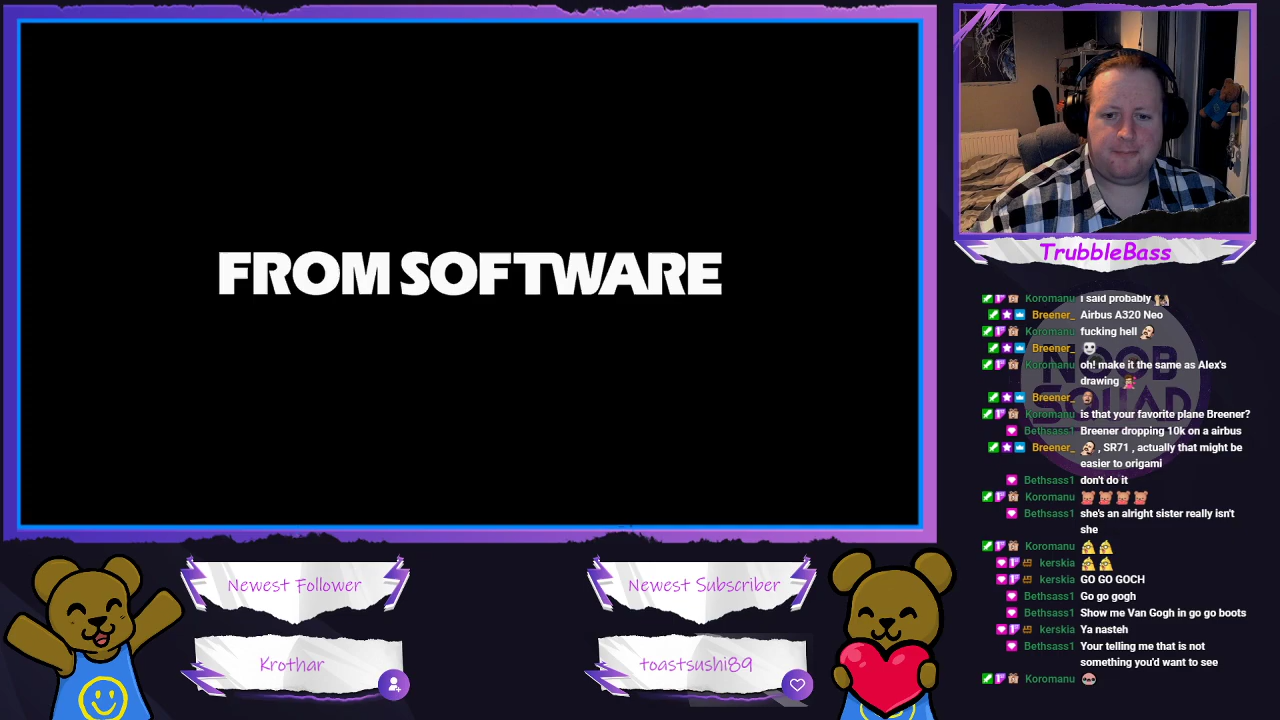 FROM SOFTWARE
TrubbleBass
Koromanu I said probably
Breener_ Airbus A320 Neo
Koromanu fucking hell
Breener_
Koromanu oh! make it the same as Alex's
drawing
Breener_
Koromanu is that your favorite plane Breener?
Bethsass1 Breener dropping 10k on a airbus
Breener_ , SR71 , actually that might be
easier to origami
Bethsass1 don't do it
Koromanu
Bethsass1 she's an alright sister really isn't
she
Koromanu
kerskia
kerskia GO GO GOCH
Bethsass1 Go go gogh
Bethsass1 Show me Van Gogh in go go boots
kerskia Ya nasteh
Bethsass1 Your telling me that is not
something you'd want to see
Koromanu
NOOB
SQUAD
Newest Follower
Krothar
Newest Subscriber
toastsushi89